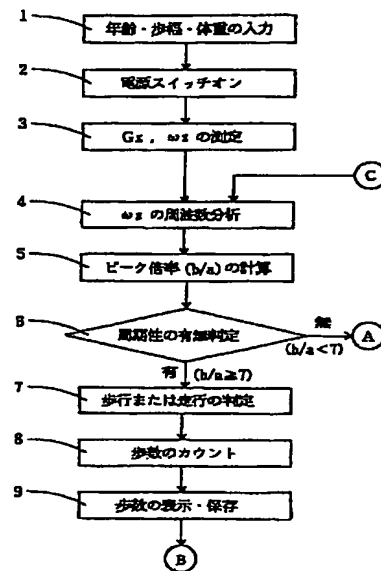 1 年齢・歩幅・体重の入力
2 電源スイッチオン
3 Gz，ωz の測定
C
4 ωz の周波数分析
5 ピーク倍率 (b/a) の計算
6 周期性の有無判定
無
(b/a<7)
A
有 (b/a≧7)
7 歩行または走行の判定
8 歩数のカウント
9 歩数の表示・保存
B